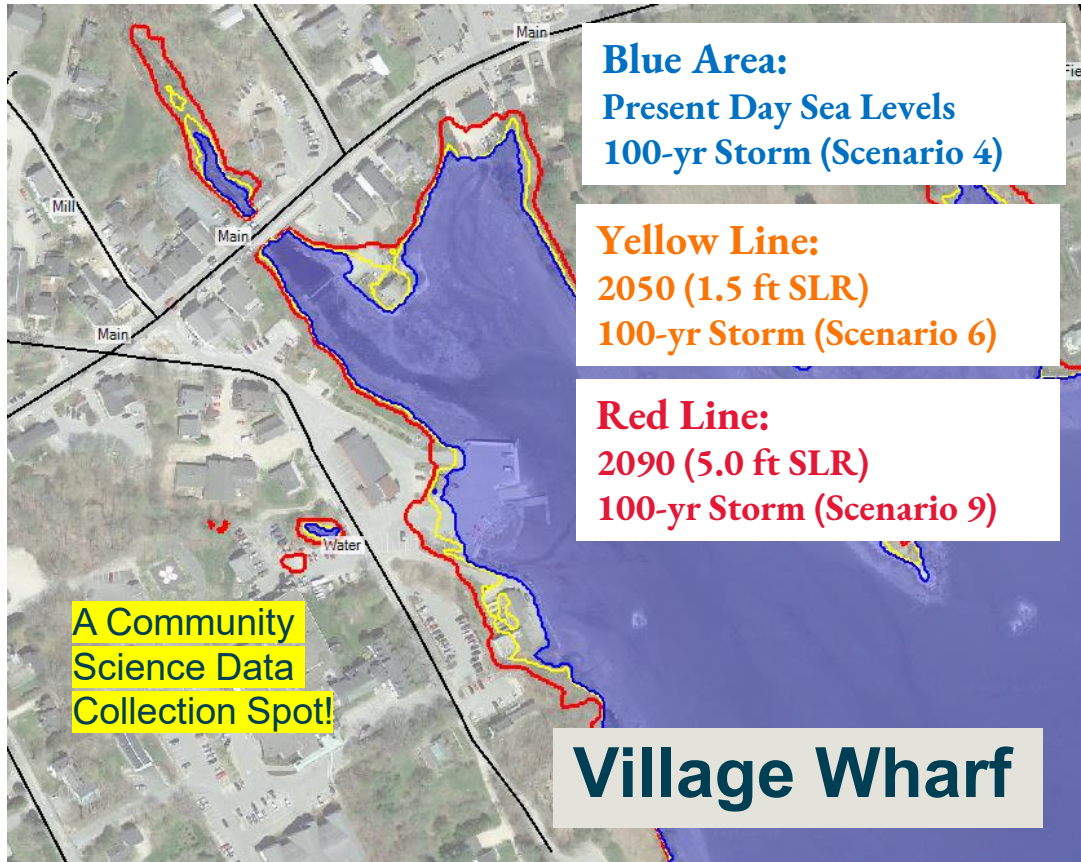 Main
Fie
Blue Area:
Present Day Sea Levels
100-yr Storm (Scenario 4)
Mill
Main
Yellow Line:
2050 (1.5 ft SLR)
100-yr Storm (Scenario 6)
Main
Red Line:
2090 (5.0 ft SLR)
100-yr Storm (Scenario 9)
Water
A Community
Science Data
Collection Spot!
Village Wharf